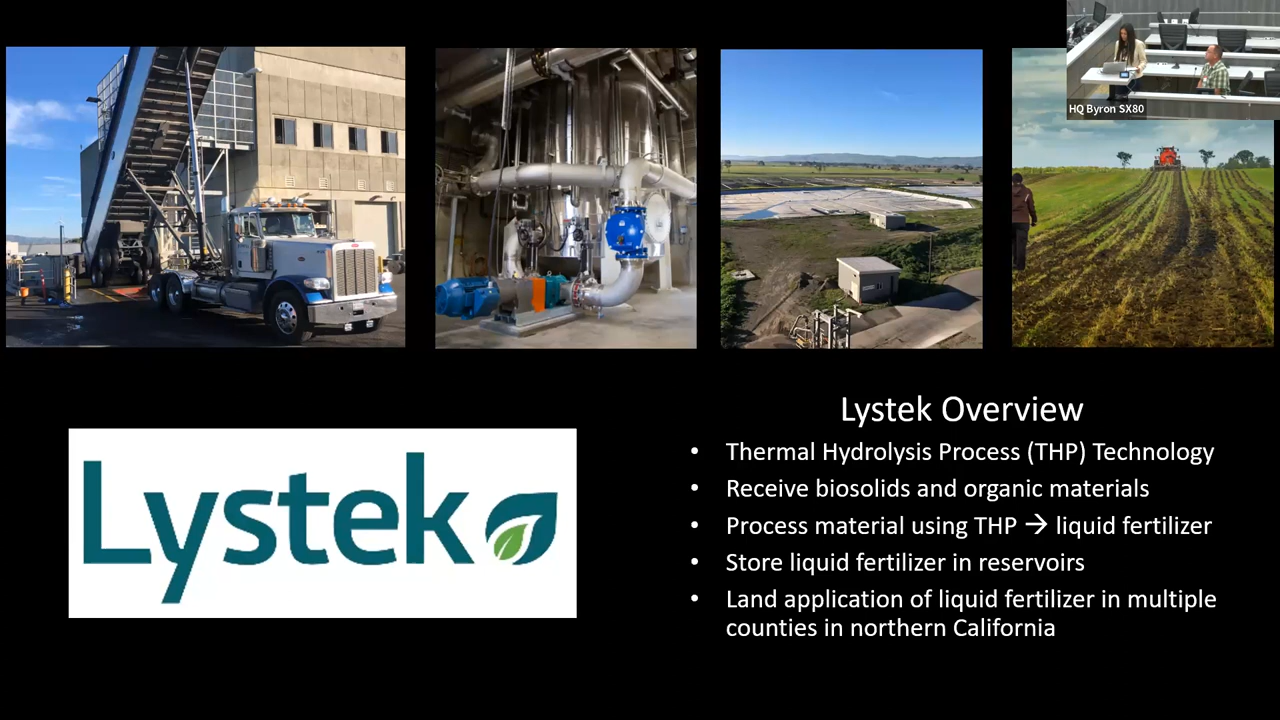 HQ Byron SX80
Lystek
Lystek Overview
• Thermal Hydrolysis Process (THP) Technology
• Receive biosolids and organic materials
• Process material using THP → liquid fertilizer
• Store liquid fertilizer in reservoirs
• Land application of liquid fertilizer in multiple
counties in northern California